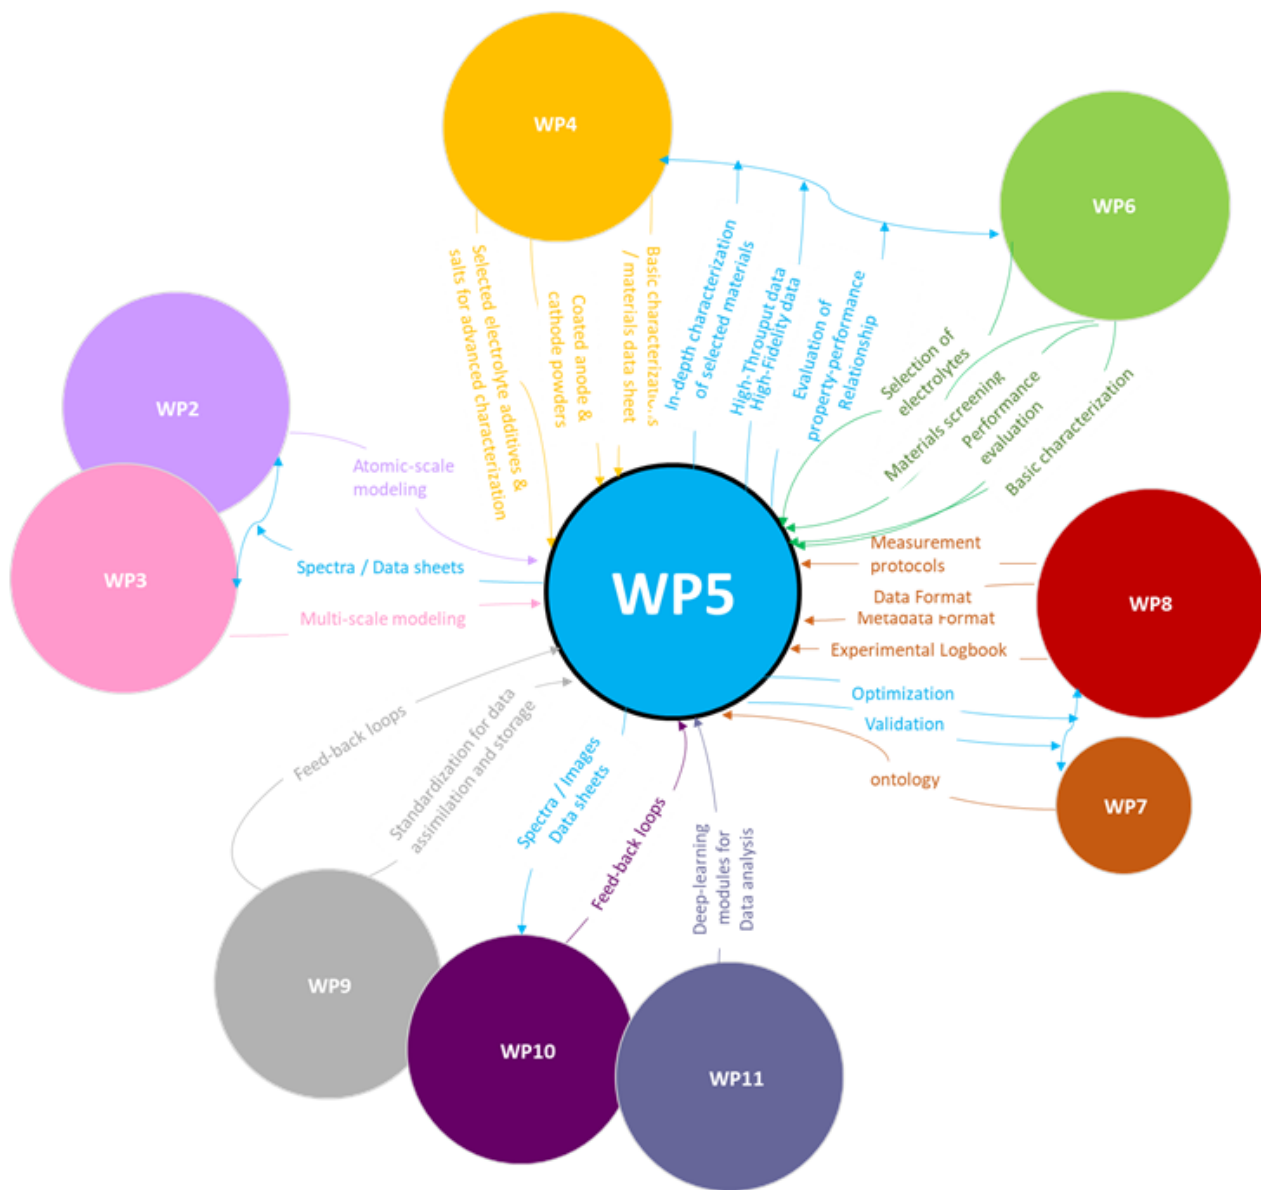 WP4
WP6
Selected electrolyte additives &
salts for advanced characterization
Coated anode &
cathode powders
/ materials data sheet
In-depth characterization
of selected materials
High-Throuput data
High-Fidelity data
Evaluation of
property-performance
Relationship
Selection of
electrolytes
Materials screening
Performance
evaluation
Basic characterization
WP2
WP3
Atomic-scale
modeling
Spectra / Data sheets
Multi-scale modeling
WP5
Measurement
protocols
Data Format
Metadata Format
Experimental Logbook
WP8
Optimization
Validation
ontology
WP7
Feed-back loops
Standardization for data
assimilation and storage
Spectra / Images
Data sheets
Feed-back loops
Deep-learning
modules for
Data analysis
WP9
WP10
WP11